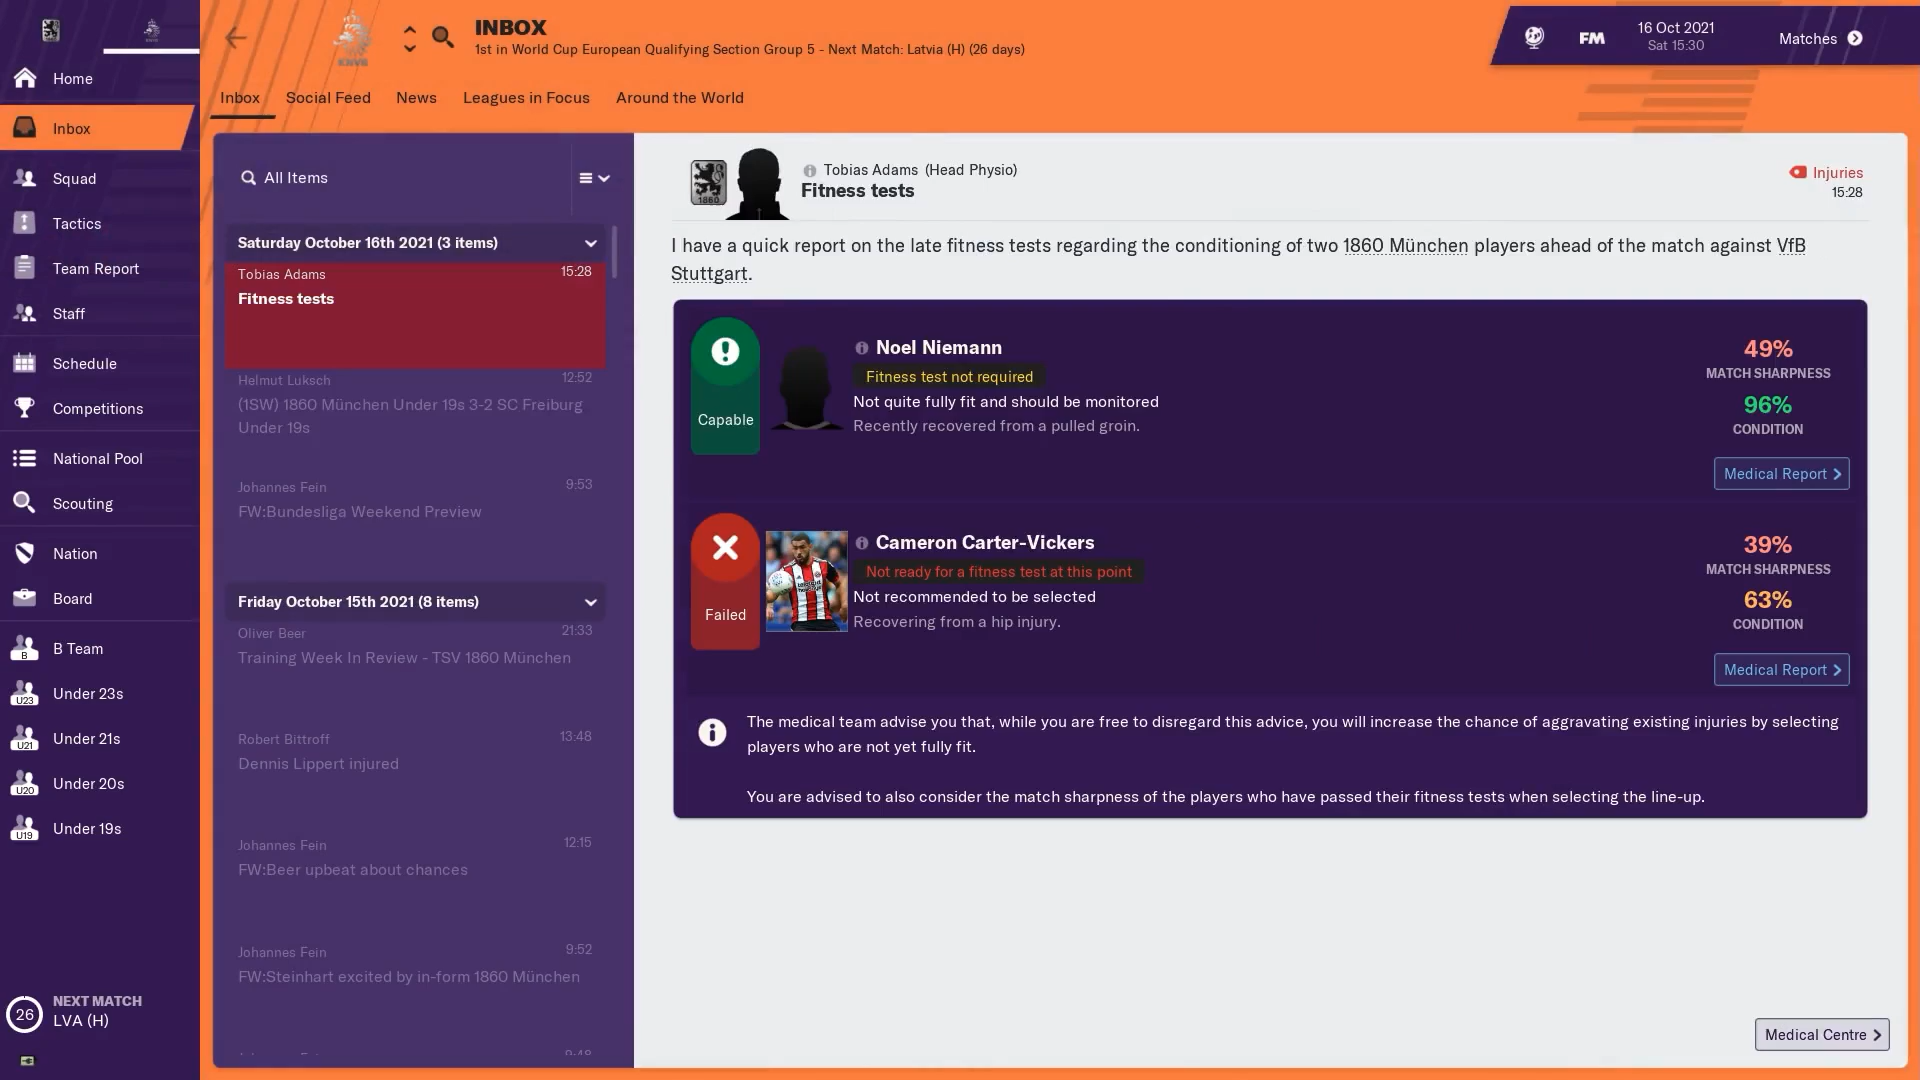 INBOX
1st in World Cup European Qualifying Section Group 5 - Next Match: Latvia (H) (26 days)
FM
16 Oct 2021
Sat 15:30
Matches
Home
Inbox
Squad
Tactics
Team Report
Staff
Schedule
Competitions
National Pool
Scouting
Nation
Board
B
B Team
U23
Under 23s
U21
Under 21s
U20
Under 20s
U19
Under 19s
26
NEXT MATCH
LVA (H)
Inbox
Social Feed
News
Leagues in Focus
Around the World
All Items
Saturday October 16th 2021 (3 items)
Tobias Adams
15:28
Fitness tests
Helmut Luksch
12:52
(1SW) 1860 München Under 19s 3-2 SC Freiburg
Under 19s
Johannes Fein
9:53
FW:Bundesliga Weekend Preview
Friday October 15th 2021 (8 items)
Oliver Beer
21:33
Training Week In Review - TSV 1860 München
Robert Bittroff
13:48
Dennis Lippert injured
Johannes Fein
12:15
FW:Beer upbeat about chances
Johannes Fein
9:52
FW:Steinhart excited by in-form 1860 München
1860
Tobias Adams (Head Physio)
Fitness tests
Injuries
15:28
I have a quick report on the late fitness tests regarding the conditioning of two 1860 München players ahead of the match against VfB
Stuttgart.
Capable
Noel Niemann
Fitness test not required
Not quite fully fit and should be monitored
Recently recovered from a pulled groin.
49%
MATCH SHARPNESS
96%
CONDITION
Medical Report
Failed
Cameron Carter-Vickers
Not ready for a fitness test at this point
Not recommended to be selected
Recovering from a hip injury.
39%
MATCH SHARPNESS
63%
CONDITION
Medical Report
The medical team advise you that, while you are free to disregard this advice, you will increase the chance of aggravating existing injuries by selecting
players who are not yet fully fit.
You are advised to also consider the match sharpness of the players who have passed their fitness tests when selecting the line-up.
Medical Centre